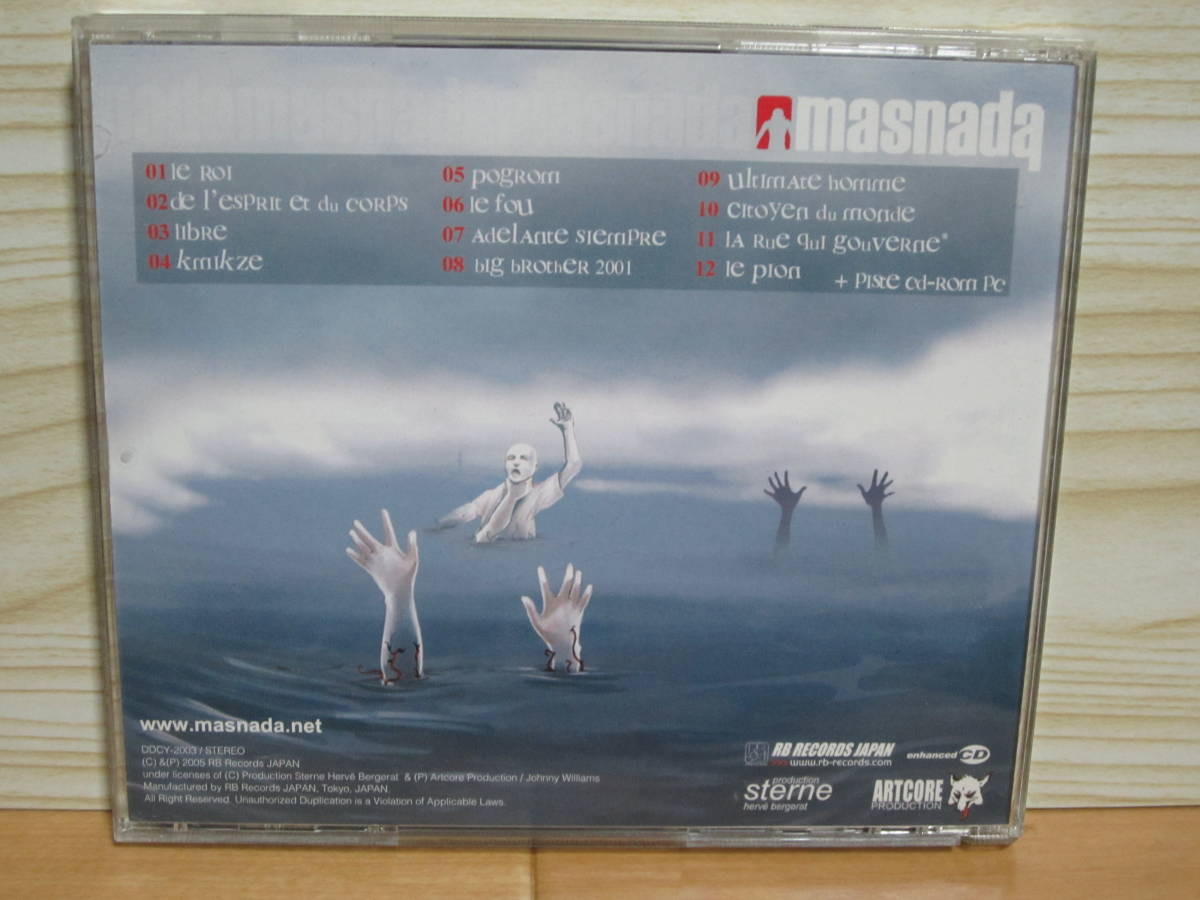 masnada
01 le Roi
02 de l'esprit et du corps
03 libre
04 kmikze
05 pogrom
06 le fou
07 Adelante siempre
08 big brother 2001
09 ultimate homme
10 citoyen du monde
11 la rue qui gouverne*
12 le pion
+ piste cd-rom pc
www.masnada.net
DDCY-2003 / STEREO
(C) &(P) 2005 RB Records JAPAN
under licenses of (C) Production Sterne Hervé Bergerat & (P) Artcore Production / Johnny Williams
Manufactured by RB Records JAPAN, Tokyo, JAPAN.
All Right Reserved. Unauthorized Duplication is a Violation of Applicable Laws.
RB RECORDS JAPAN
>>> www.rb-records.com
enhanced CD
production
sterne
hervé bergerat
ARTCORE
PRODUCTION